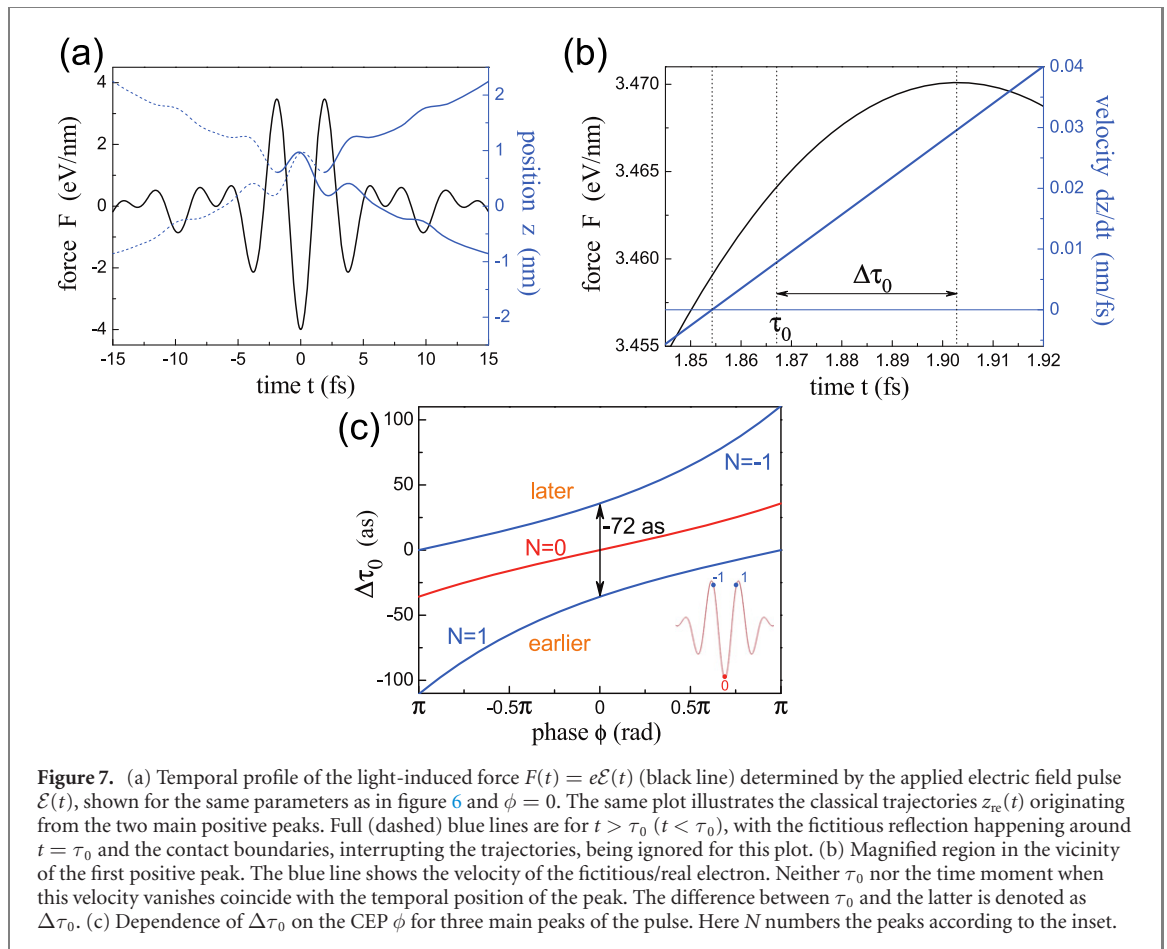 (a)
4
2
0
-2
-4
force F (eV/nm)
2
1
0
-1
-2
position z (nm)
-15 -10 -5 0 5 10 15
time t (fs)
(b)
3.470
3.465
3.460
3.455
force F (eV/nm)
0.04
0.03
0.02
0.01
0
velocity dz/dt (nm/fs)
Δτ₀
τ₀
1.85 1.86 1.87 1.88 1.89 1.90 1.91 1.92
time t (fs)
(c)
100
50
0
-50
-100
Δτ₀ (as)
N=-1
later
-72 as
N=0
N=1
earlier
-1 1
0
π -0.5π 0 0.5π π
phase ϕ (rad)
Figure 7. (a) Temporal profile of the light-induced force F(t) = eℰ(t) (black line) determined by the applied electric field pulse
ℰ(t), shown for the same parameters as in figure 6 and ϕ = 0. The same plot illustrates the classical trajectories z_re(t) originating
from the two main positive peaks. Full (dashed) blue lines are for t > τ₀ (t < τ₀), with the fictitious reflection happening around
t = τ₀ and the contact boundaries, interrupting the trajectories, being ignored for this plot. (b) Magnified region in the vicinity
of the first positive peak. The blue line shows the velocity of the fictitious/real electron. Neither τ₀ nor the time moment when
this velocity vanishes coincide with the temporal position of the peak. The difference between τ₀ and the latter is denoted as
Δτ₀. (c) Dependence of Δτ₀ on the CEP ϕ for three main peaks of the pulse. Here N numbers the peaks according to the inset.